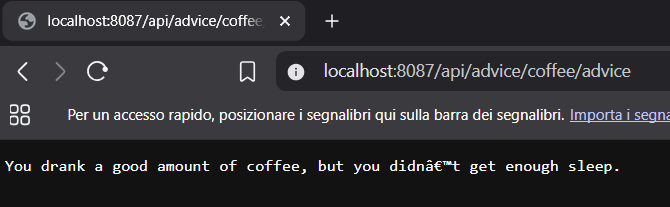 localhost:8087/api/advice/coffee
localhost:8087/api/advice/coffee/advice
Per un accesso rapido, posizionare i segnalibri qui sulla barra dei segnalibri. Importa i segna
You drank a good amount of coffee, but you didnâ€™t get enough sleep.